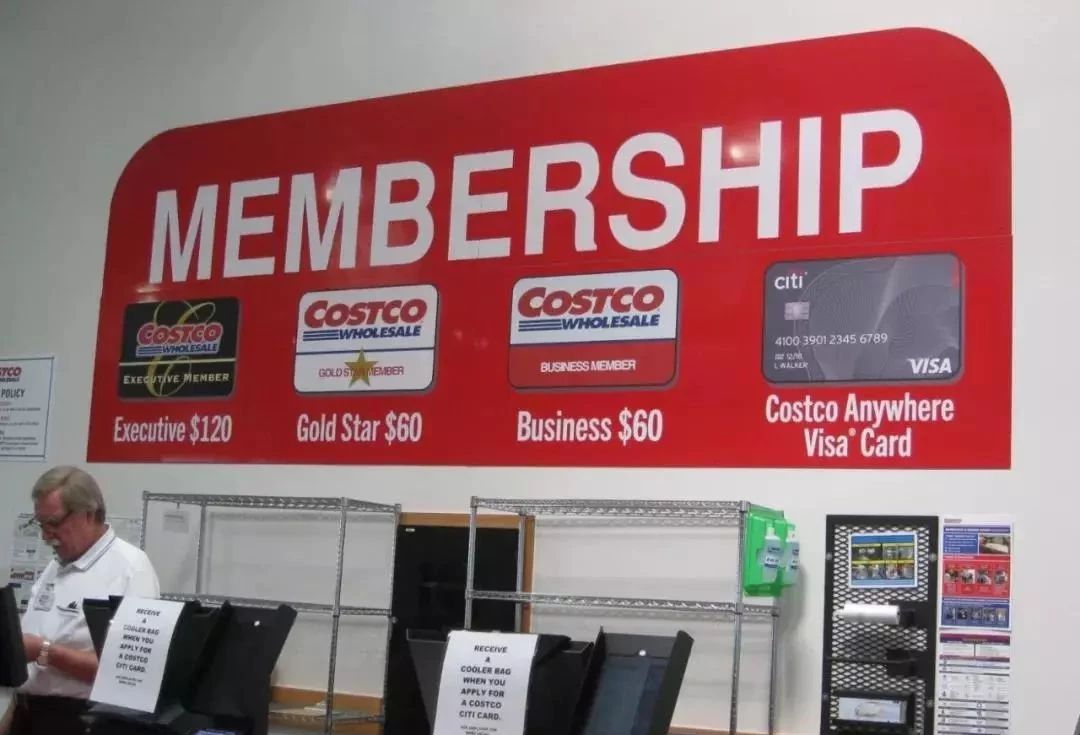 MEMBERSHIP
COSTCO
WHOLESALE
EXECUTIVE MEMBER
Executive $120
COSTCO
WHOLESALE
GOLD STAR MEMBER
Gold Star $60
COSTCO
WHOLESALE
BUSINESS MEMBER
Business $60
citi
4100 3901 2345 6789
L WALKER
VISA
Costco Anywhere
Visa® Card
POLICY
RECEIVE
A
COOLER BAG
WHEN YOU
APPLY FOR
A COSTCO
CITI CARD.
RECEIVE
A
COOLER BAG
WHEN YOU
APPLY FOR
A COSTCO
CITI CARD.